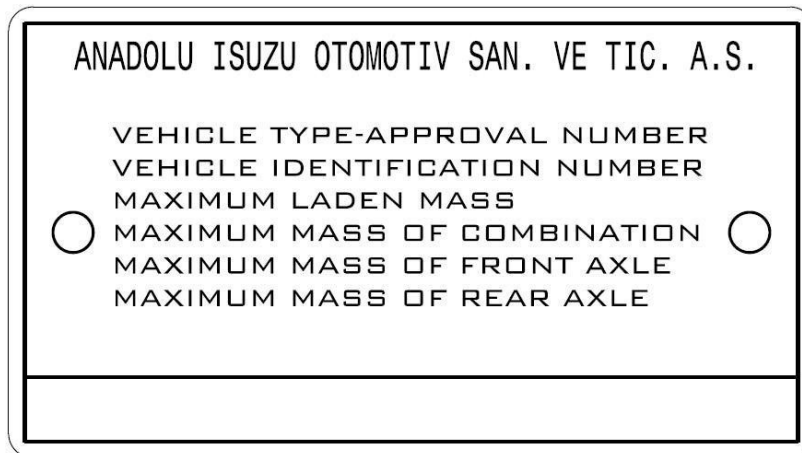 ANADOLU ISUZU OTOMOTIV SAN. VE TIC. A.S.
VEHICLE TYPE-APPROVAL NUMBER
VEHICLE IDENTIFICATION NUMBER
MAXIMUM LADEN MASS
MAXIMUM MASS OF COMBINATION
MAXIMUM MASS OF FRONT AXLE
MAXIMUM MASS OF REAR AXLE